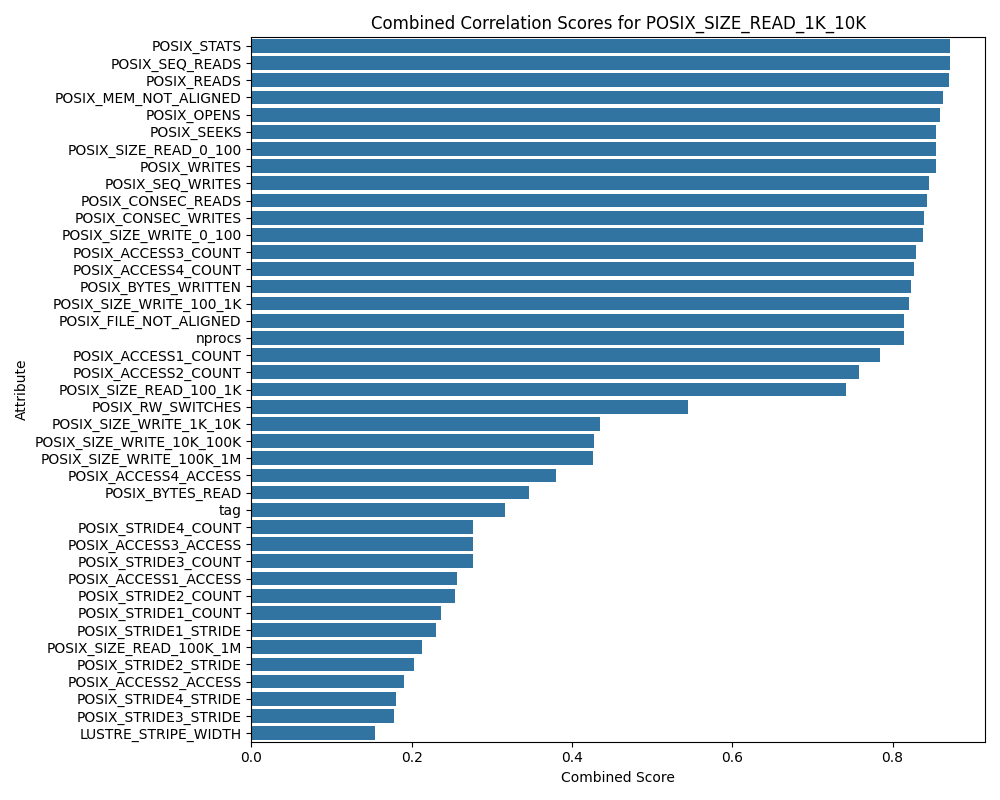 Combined Correlation Scores for POSIX_SIZE_READ_1K_10K
POSIX_STATS
POSIX_SEQ_READS
POSIX_READS
POSIX_MEM_NOT_ALIGNED
POSIX_OPENS
POSIX_SEEKS
POSIX_SIZE_READ_0_100
POSIX_WRITES
POSIX_SEQ_WRITES
POSIX_CONSEC_READS
POSIX_CONSEC_WRITES
POSIX_SIZE_WRITE_0_100
POSIX_ACCESS3_COUNT
POSIX_ACCESS4_COUNT
POSIX_BYTES_WRITTEN
POSIX_SIZE_WRITE_100_1K
POSIX_FILE_NOT_ALIGNED
nprocs
POSIX_ACCESS1_COUNT
POSIX_ACCESS2_COUNT
POSIX_SIZE_READ_100_1K
POSIX_RW_SWITCHES
POSIX_SIZE_WRITE_1K_10K
POSIX_SIZE_WRITE_10K_100K
POSIX_SIZE_WRITE_100K_1M
POSIX_ACCESS4_ACCESS
POSIX_BYTES_READ
tag
POSIX_STRIDE4_COUNT
POSIX_ACCESS3_ACCESS
POSIX_STRIDE3_COUNT
POSIX_ACCESS1_ACCESS
POSIX_STRIDE2_COUNT
POSIX_STRIDE1_COUNT
POSIX_STRIDE1_STRIDE
POSIX_SIZE_READ_100K_1M
POSIX_STRIDE2_STRIDE
POSIX_ACCESS2_ACCESS
POSIX_STRIDE4_STRIDE
POSIX_STRIDE3_STRIDE
LUSTRE_STRIPE_WIDTH
Attribute
0.0 0.2 0.4 0.6 0.8
Combined Score